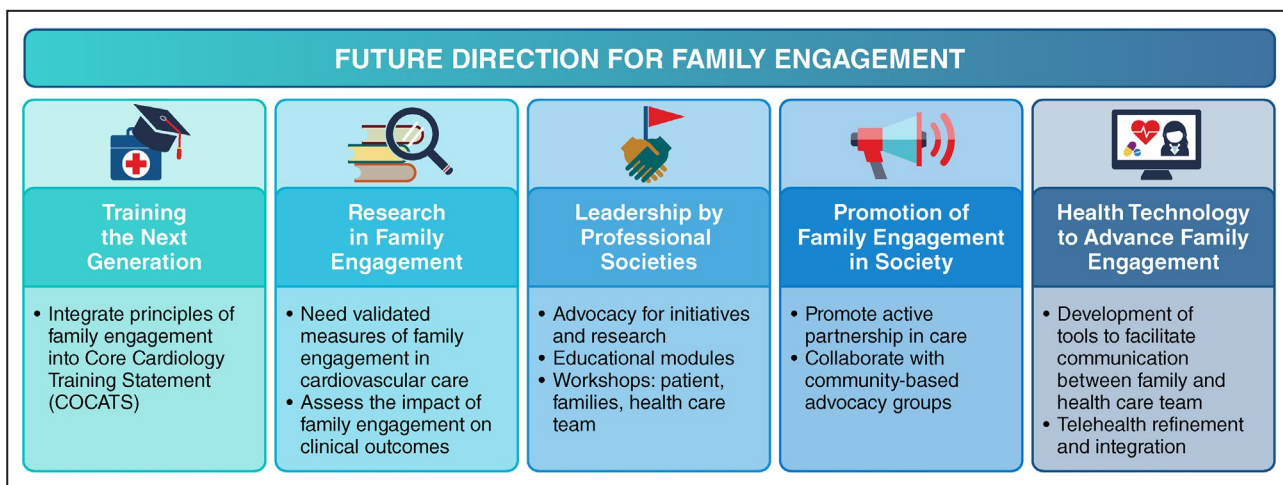 FUTURE DIRECTION FOR FAMILY ENGAGEMENT
Training
the Next
Generation
• Integrate principles of
family engagement
into Core Cardiology
Training Statement
(COCATS)
Research
in Family
Engagement
• Need validated
measures of family
engagement in
cardiovascular care
• Assess the impact of
family engagement on
clinical outcomes
Leadership by
Professional
Societies
• Advocacy for initiatives
and research
• Educational modules
• Workshops: patient,
families, health care
team
Promotion of
Family Engagement
in Society
• Promote active
partnership in care
• Collaborate with
community-based
advocacy groups
Health Technology
to Advance Family
Engagement
• Development of
tools to facilitate
communication
between family and
health care team
• Telehealth refinement
and integration